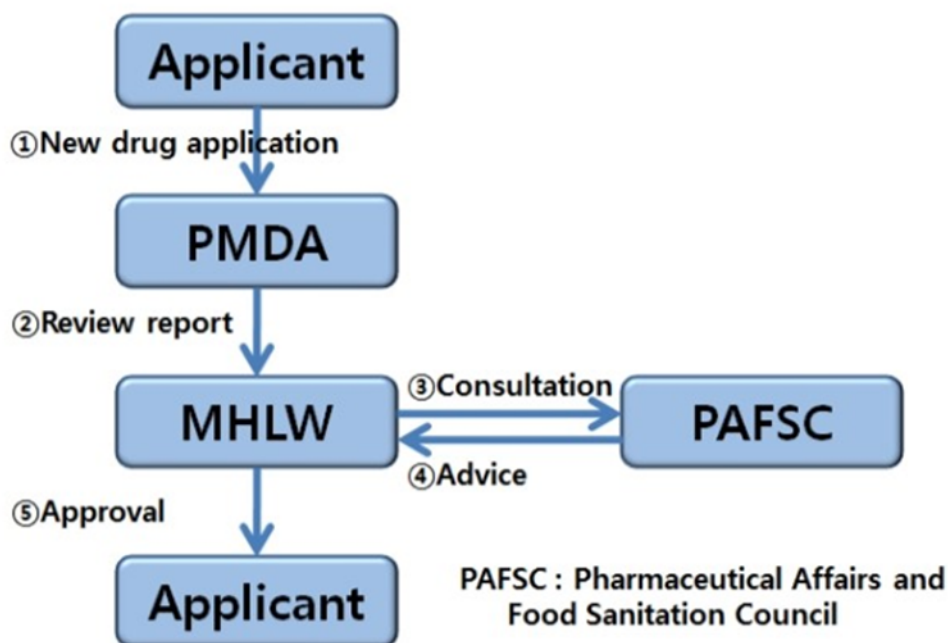 Applicant
①New drug application
PMDA
②Review report
MHLW
③Consultation
PAFSC
④Advice
⑤Approval
Applicant
PAFSC : Pharmaceutical Affairs and
Food Sanitation Council